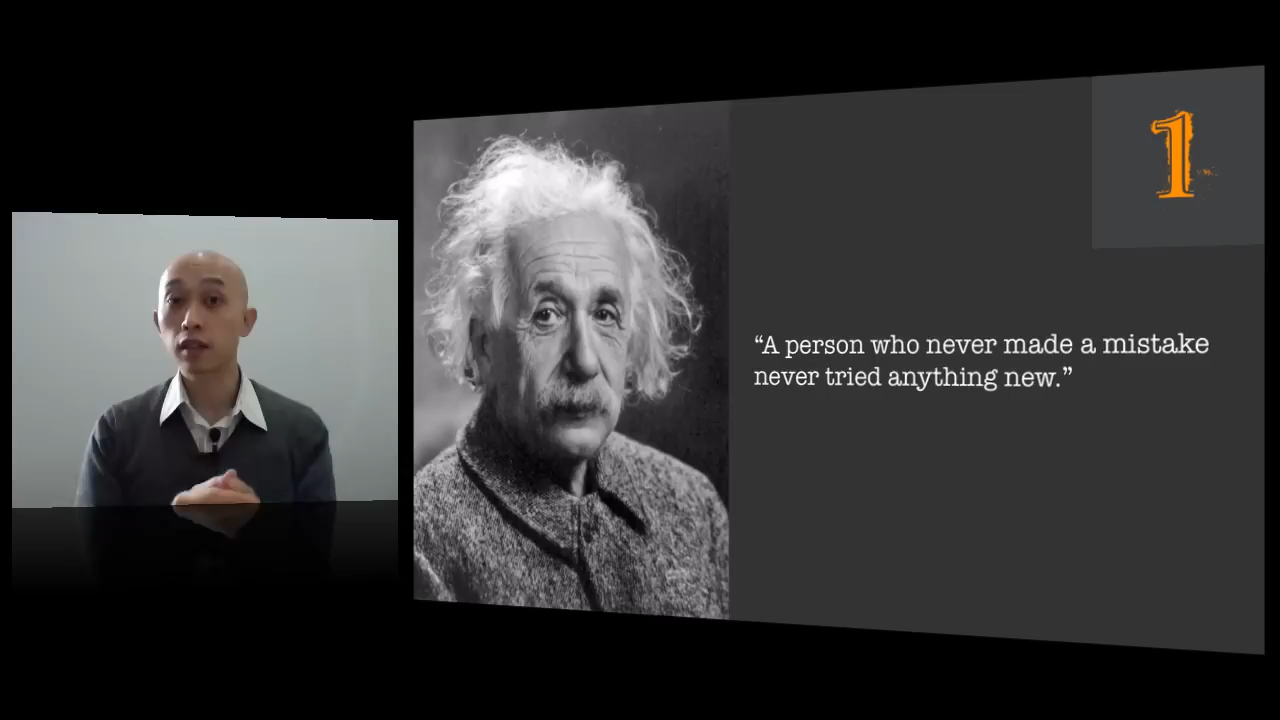 1
“A person who never made a mistake
never tried anything new.”